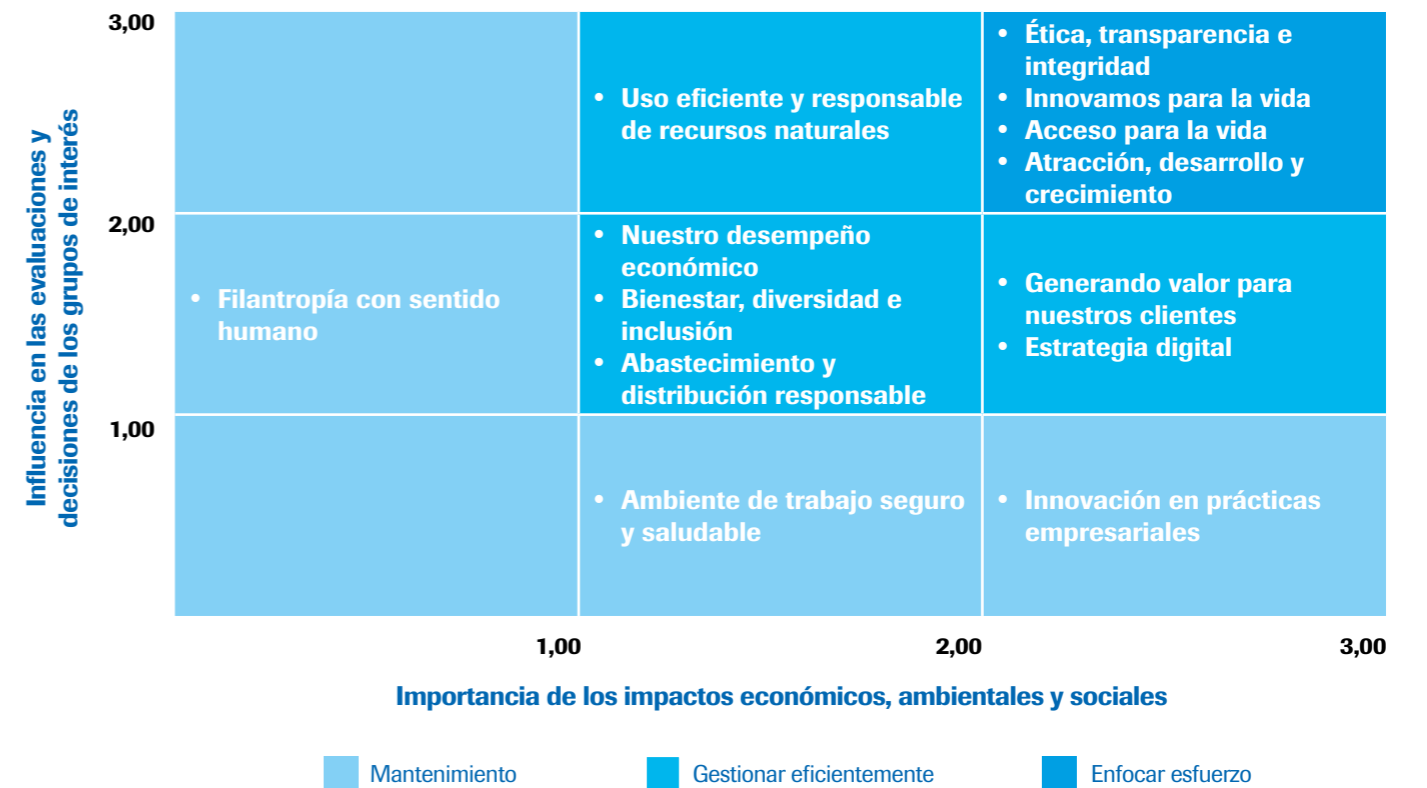 Influencia en las evaluaciones y
decisiones de los grupos de interés
3,00
• Uso eficiente y responsable
de recursos naturales
• Ética, transparencia e
integridad
• Innovamos para la vida
• Acceso para la vida
• Atracción, desarrollo y
crecimiento
2,00
• Filantropía con sentido
humano
• Nuestro desempeño
económico
• Bienestar, diversidad e
inclusión
• Abastecimiento y
distribución responsable
• Generando valor para
nuestros clientes
• Estrategia digital
1,00
• Ambiente de trabajo seguro
y saludable
• Innovación en prácticas
empresariales
1,00 2,00 3,00
Importancia de los impactos económicos, ambientales y sociales
Mantenimiento Gestionar eficientemente Enfocar esfuerzo